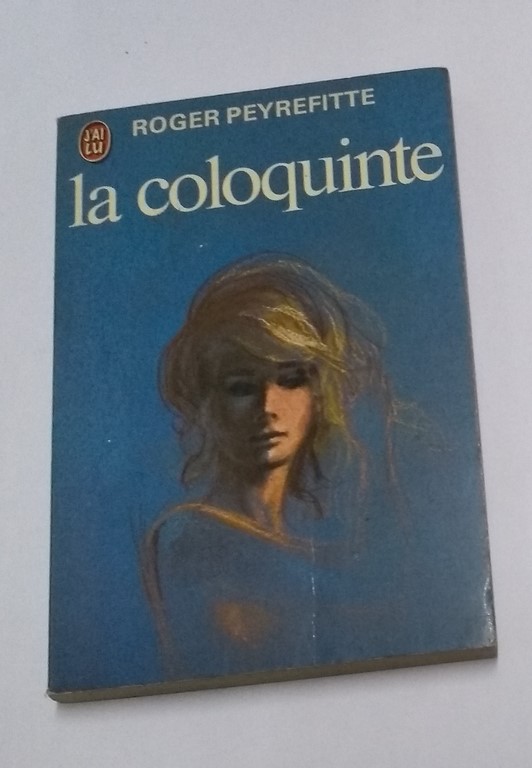 J'AI
LU
ROGER PEYREFITTE
la coloquinte